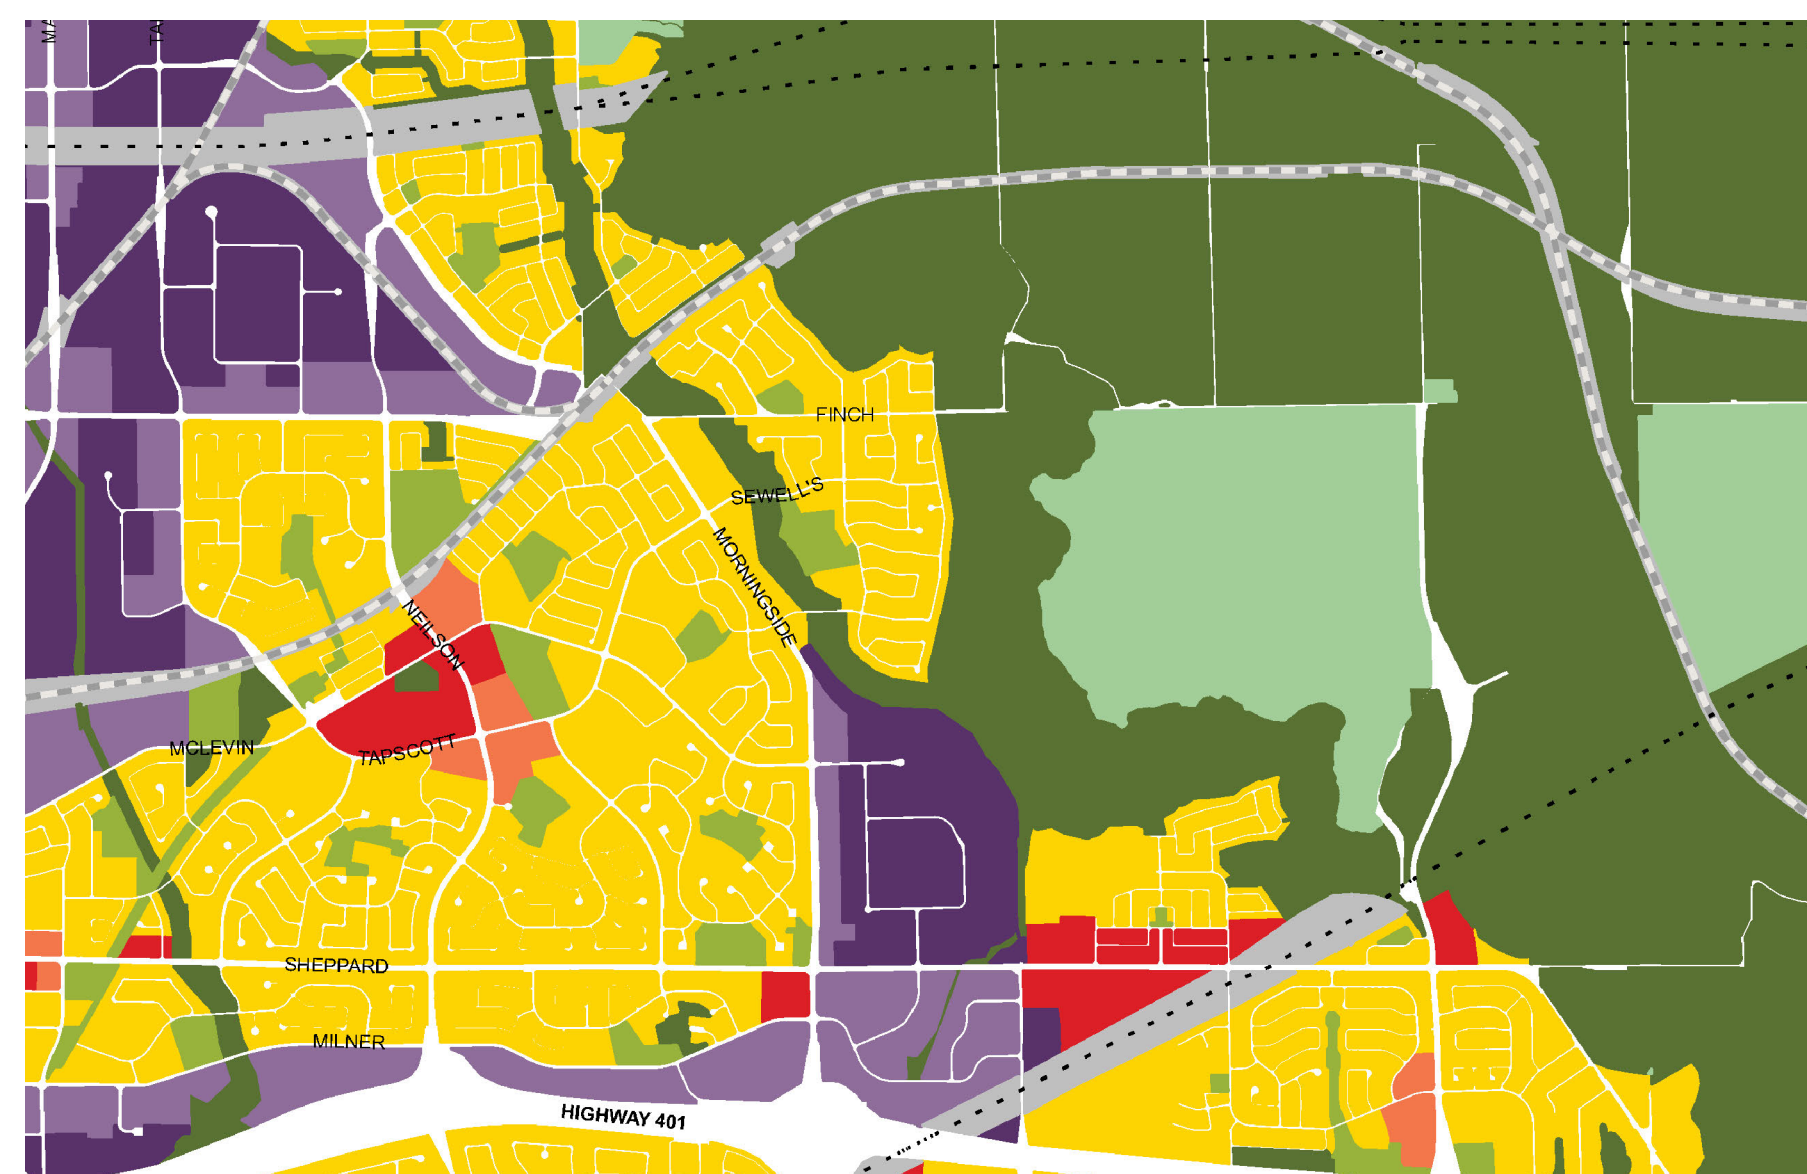 FINCH
SEWELL'S
MORNINGSIDE
NEILSON
MCLEVIN
TAPSCOTT
SHEPPARD
MILNER
HIGHWAY 401